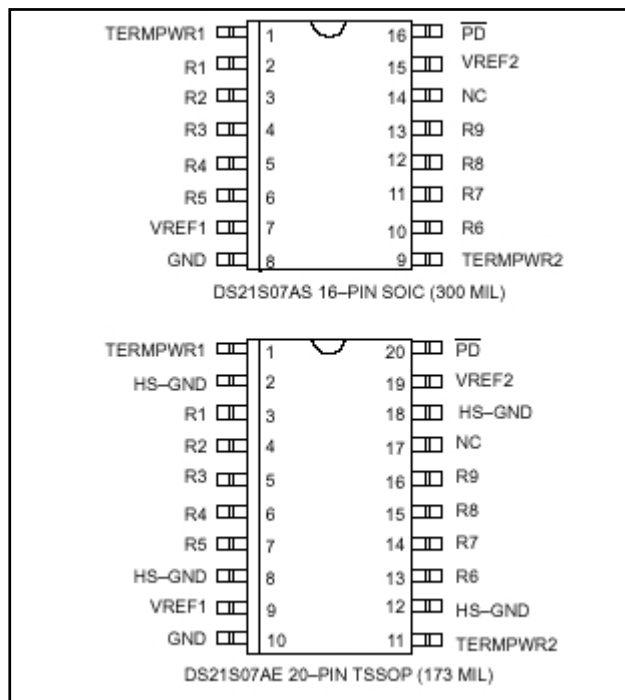 TERMPWR1 1 16 P̅D̅
R1 2 15 VREF2
R2 3 14 NC
R3 4 13 R9
R4 5 12 R8
R5 6 11 R7
VREF1 7 10 R6
GND 8 9 TERMPWR2
DS21S07AS 16–PIN SOIC (300 MIL)
TERMPWR1 1 20 P̅D̅
HS–GND 2 19 VREF2
R1 3 18 HS–GND
R2 4 17 NC
R3 5 16 R9
R4 6 15 R8
R5 7 14 R7
HS–GND 8 13 R6
VREF1 9 12 HS–GND
GND 10 11 TERMPWR2
DS21S07AE 20–PIN TSSOP (173 MIL)